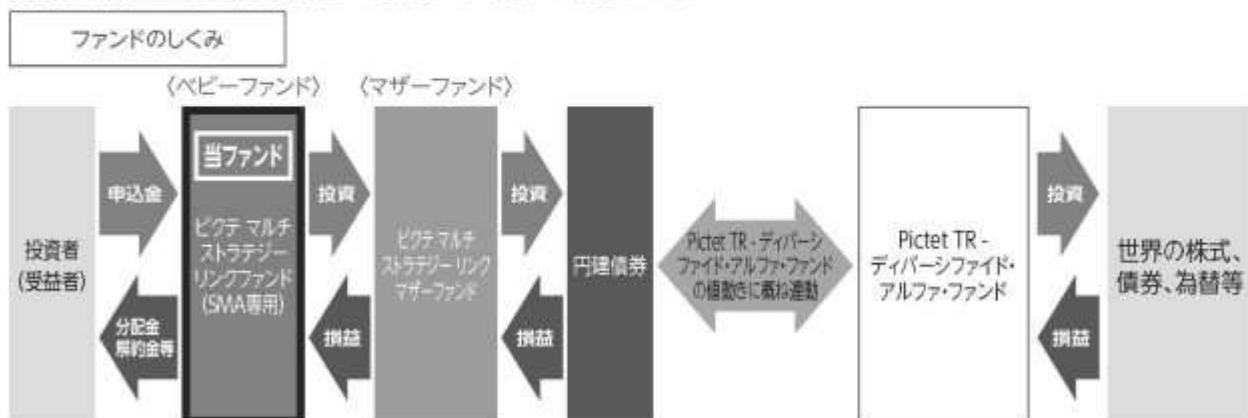 ファンドのしくみ
〈ベビーファンド〉
〈マザーファンド〉
投資者
(受益者)
申込金
分配金
解約金等
当ファンド
ピクテ マルチ
ストラテジー
リンクファンド
(SMA専用)
投資
損益
ピクテ マルチ
ストラテジー リンク
マザーファンド
投資
損益
円建債券
Pictet TR - ディバーシ
ファイド・アルファ・ファンド
の値動きに概ね連動
Pictet TR -
ディバーシファイド・
アルファ・ファンド
投資
損益
世界の株式、
債券、為替等